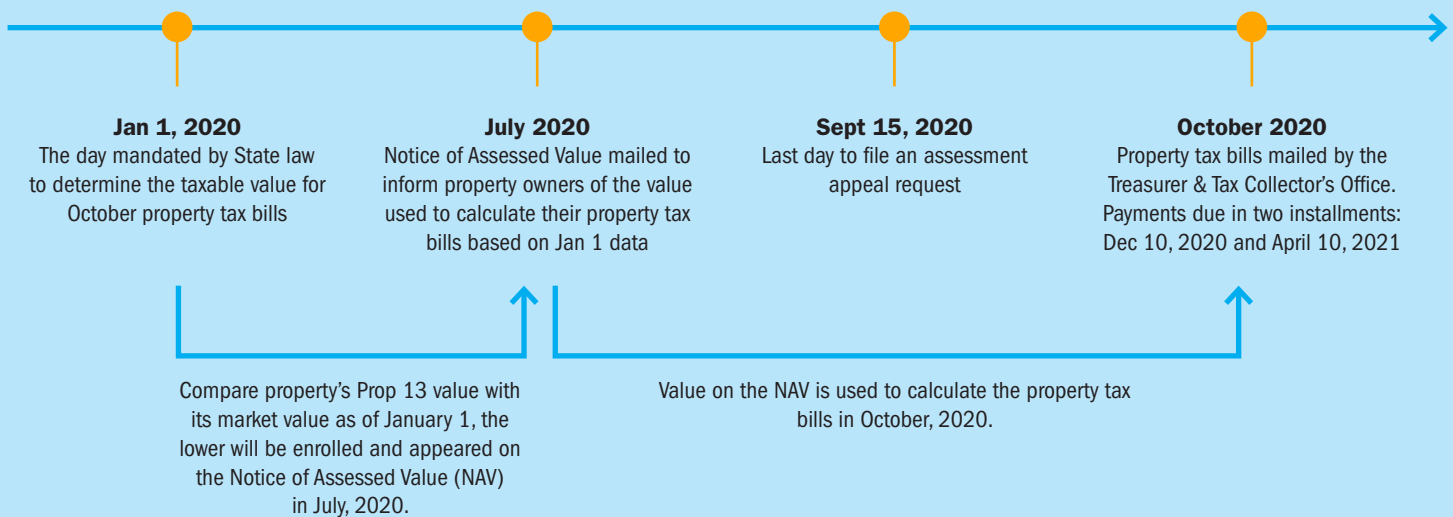 Jan 1, 2020
The day mandated by State law
to determine the taxable value for
October property tax bills
July 2020
Notice of Assessed Value mailed to
inform property owners of the value
used to calculate their property tax
bills based on Jan 1 data
Sept 15, 2020
Last day to file an assessment
appeal request
October 2020
Property tax bills mailed by the
Treasurer & Tax Collector's Office.
Payments due in two installments:
Dec 10, 2020 and April 10, 2021
Compare property's Prop 13 value with
its market value as of January 1, the
lower will be enrolled and appeared on
the Notice of Assessed Value (NAV)
in July, 2020.
Value on the NAV is used to calculate the property tax
bills in October, 2020.